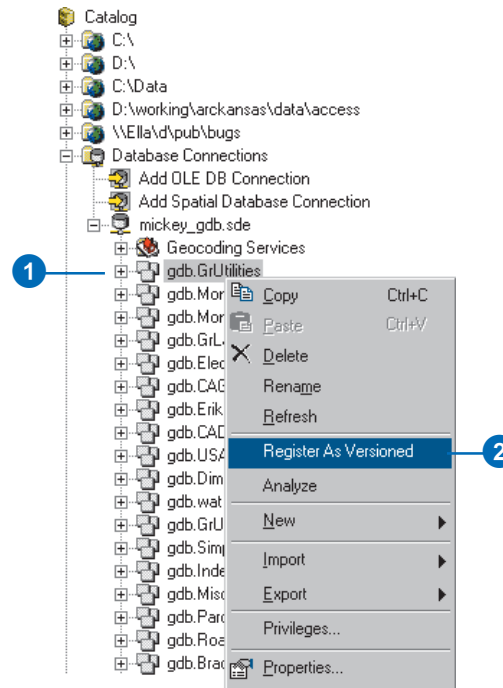 Catalog
C:\
D:\
C:\Data
D:\working\arckansas\data\access
\\Ella\d\pub\bugs
Database Connections
Add OLE DB Connection
Add Spatial Database Connection
mickey_gdb.sde
Geocoding Services
1 gdb.GrUtilities
gdb.Mor Copy Ctrl+C
gdb.Mor Paste Ctrl+V
gdb.GrL Delete
gdb.Elec Rename
gdb.CAG Refresh
gdb.Erik
gdb.CAD Register As Versioned 2
gdb.USA
gdb.Dim Analyze
gdb.wat New
gdb.GrU
gdb.Simp Import
gdb.Inde
gdb.Misc Export
gdb.Parc Privileges...
gdb.Roa
gdb.Brac Properties...